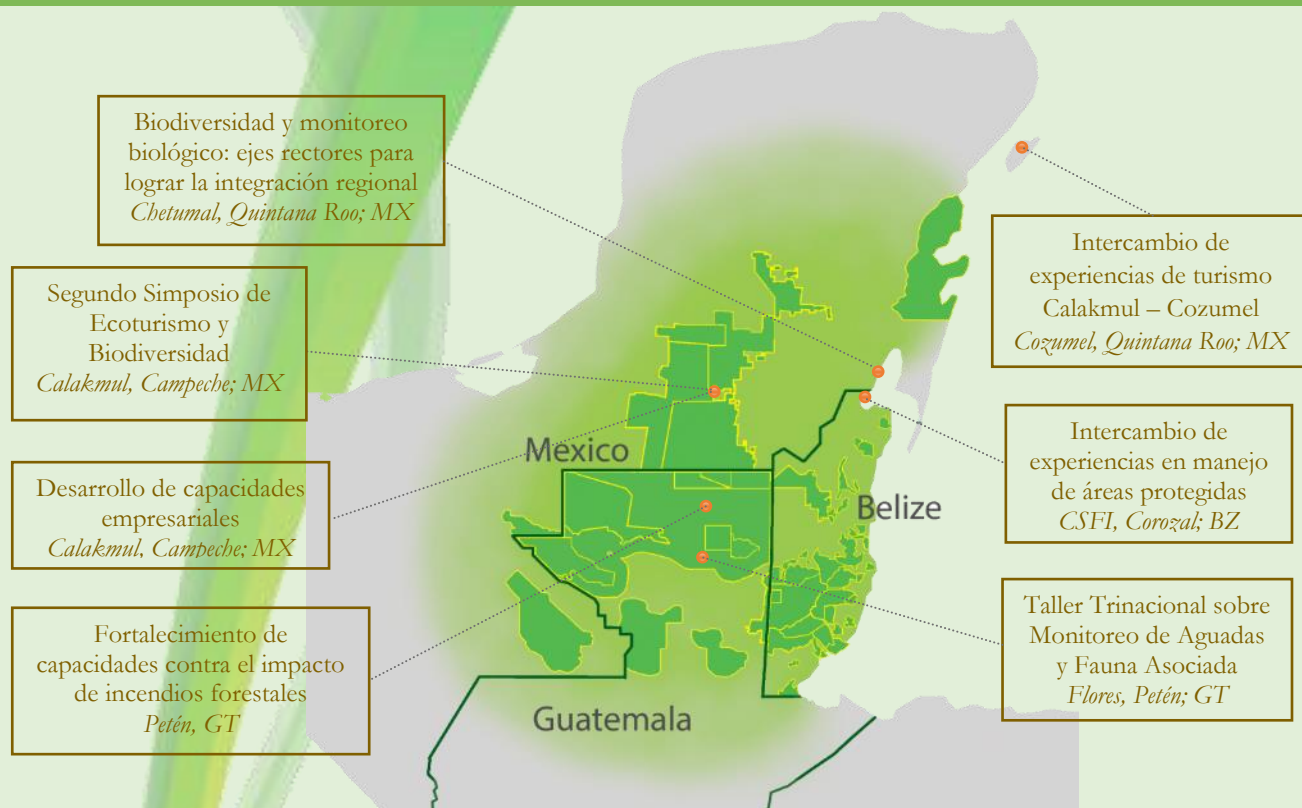 Biodiversidad y monitoreo
biológico: ejes rectores para
lograr la integración regional
Chetumal, Quintana Roo; MX
Segundo Simposio de
Ecoturismo y
Biodiversidad
Calakmul, Campeche; MX
Desarrollo de capacidades
empresariales
Calakmul, Campeche; MX
Fortalecimiento de
capacidades contra el impacto
de incendios forestales
Petén, GT
Mexico
Belize
Guatemala
Intercambio de
experiencias de turismo
Calakmul – Cozumel
Cozumel, Quintana Roo; MX
Intercambio de
experiencias en manejo
de áreas protegidas
CSFI, Corozal; BZ
Taller Trinacional sobre
Monitoreo de Aguadas
y Fauna Asociada
Flores, Petén; GT